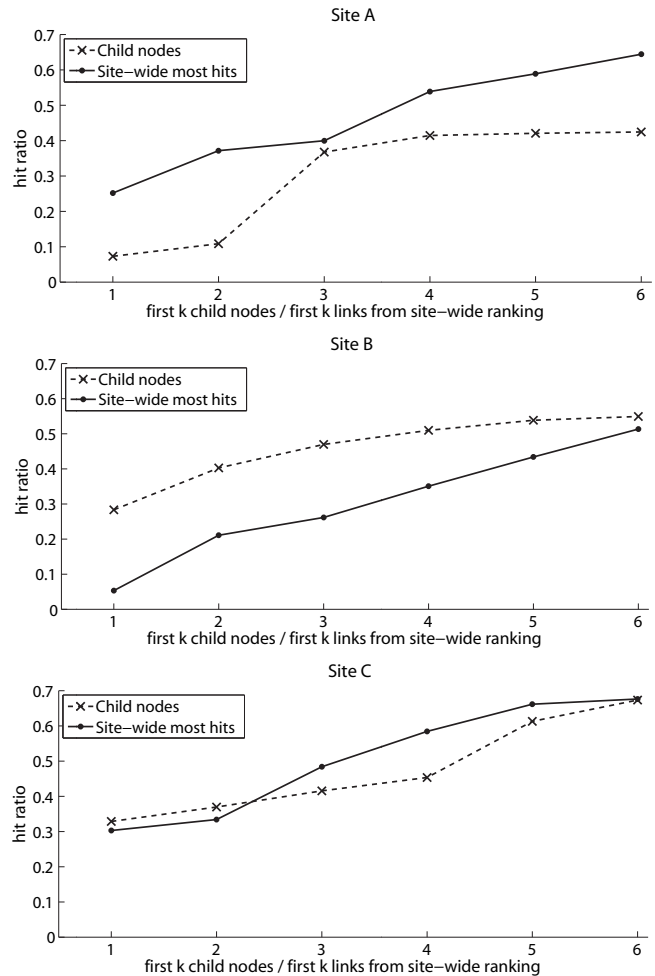 Site A
0.7
0.6
0.5
0.4
0.3
0.2
0.1
0
hit ratio
Child nodes
Site−wide most hits
1 2 3 4 5 6
first k child nodes / first k links from site−wide ranking
Site B
0.7
0.6
0.5
0.4
0.3
0.2
0.1
0
hit ratio
Child nodes
Site−wide most hits
1 2 3 4 5 6
first k child nodes / first k links from site−wide ranking
Site C
0.7
0.6
0.5
0.4
0.3
0.2
0.1
0
hit ratio
Child nodes
Site−wide most hits
1 2 3 4 5 6
first k child nodes / first k links from site−wide ranking